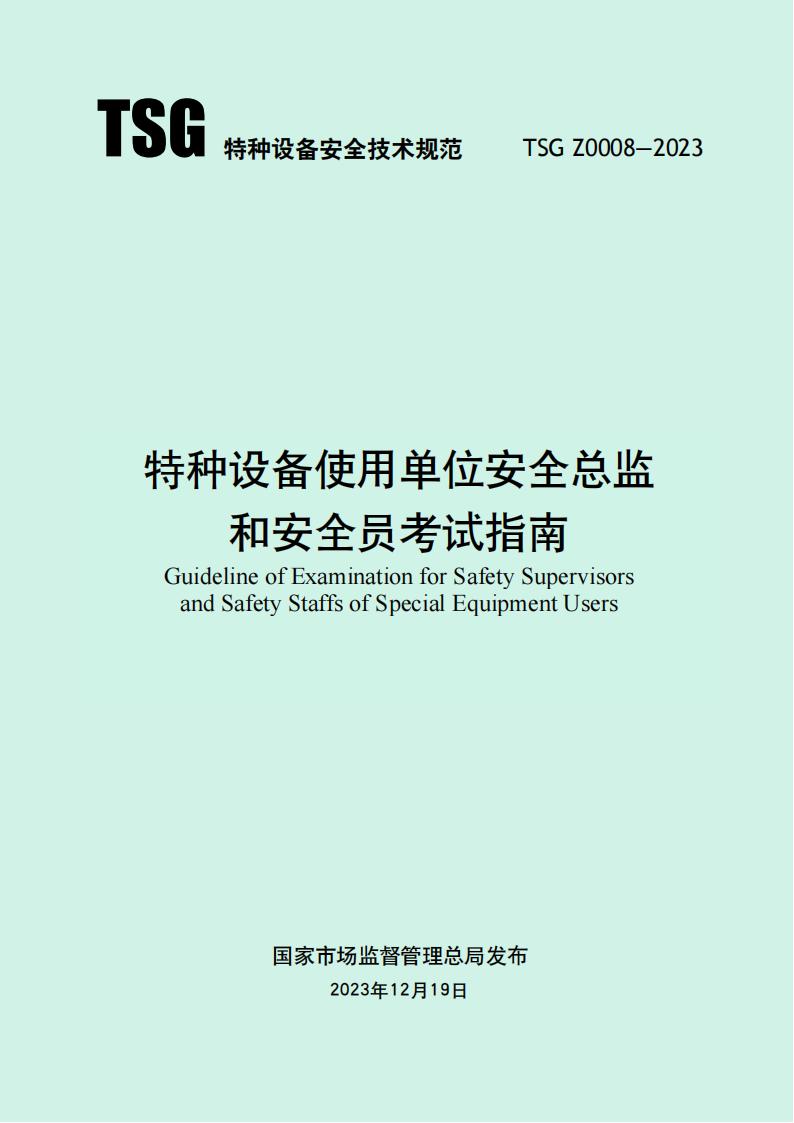 TSG 特种设备安全技术规范 TSG Z0008—2023
特种设备使用单位安全总监
和安全员考试指南
Guideline of Examination for Safety Supervisors
and Safety Staffs of Special Equipment Users
国家市场监督管理总局发布
2023年12月19日